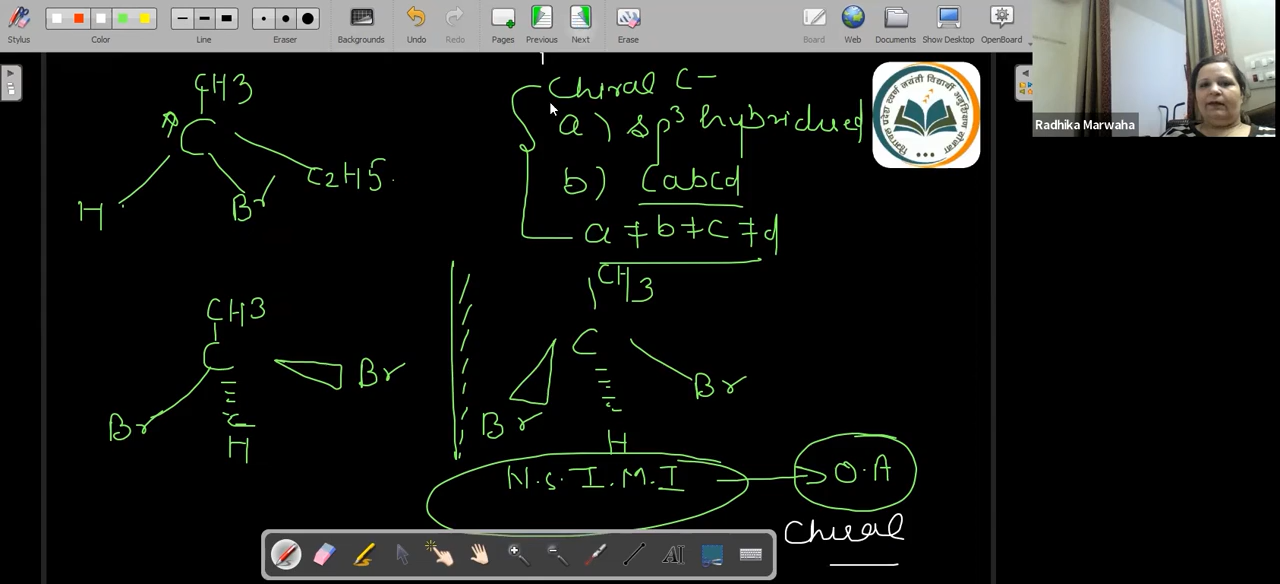 Stylus
Color
Line
Eraser
Backgrounds
Undo
Redo
Pages
Previous
Next
Erase
Board
Web
Documents
Show Desktop
OpenBoard
Radhika Marwaha
CH3
C
H
Br
C2H5
Chiral C-
a) sp3 hybridized
b) Cabcd
a ≠ b ≠ c ≠ d
CH3
C
Br
Br
H
CH3
C
Br
Br
H
N.S.I.M.I
O.A
Chiral